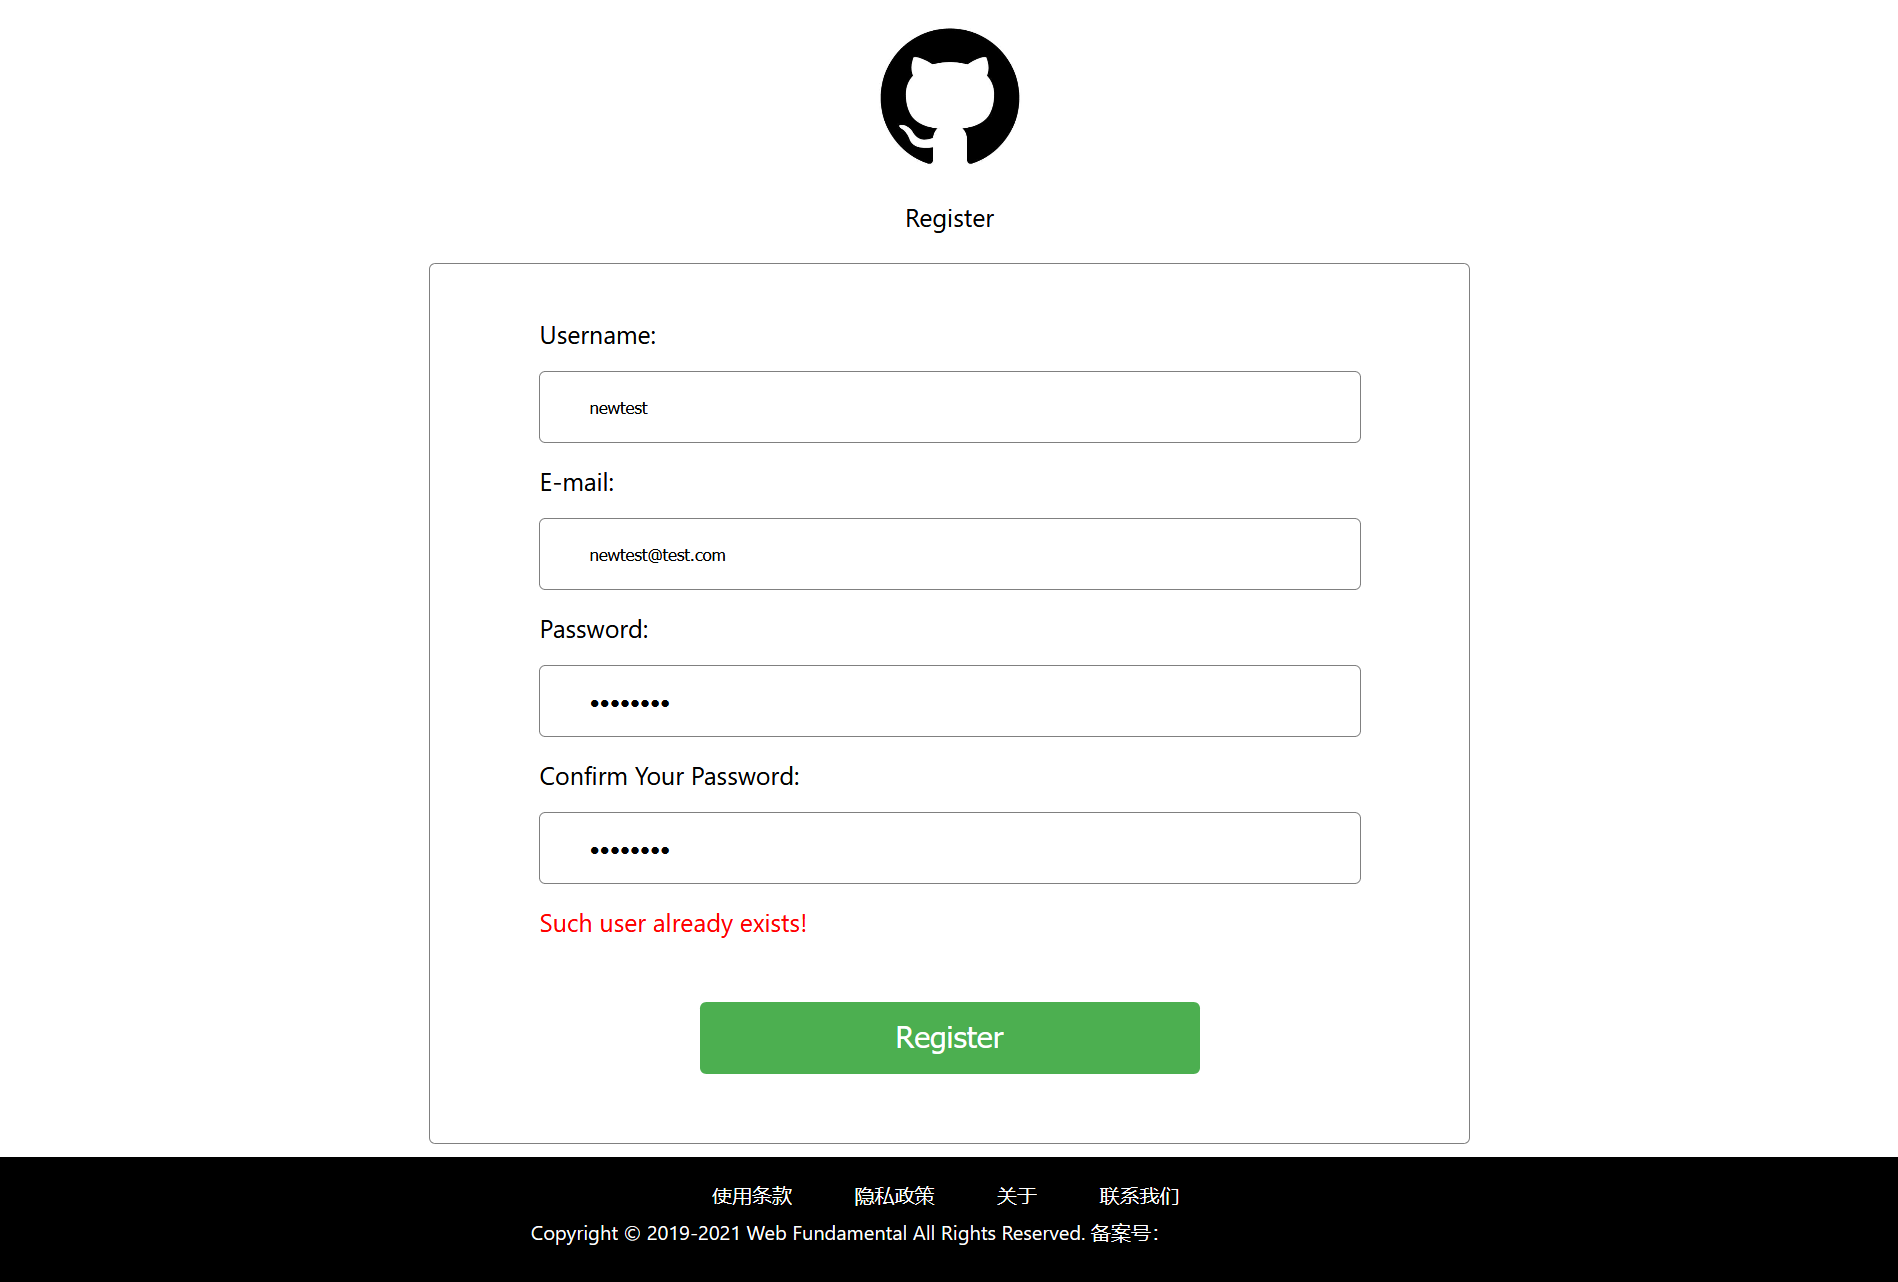 Register
Username:
newtest
E-mail:
newtest@test.com
Password:
••••••••
Confirm Your Password:
••••••••
Such user already exists!
Register
使用条款 隐私政策 关于 联系我们
Copyright © 2019-2021 Web Fundamental All Rights Reserved. 备案号：